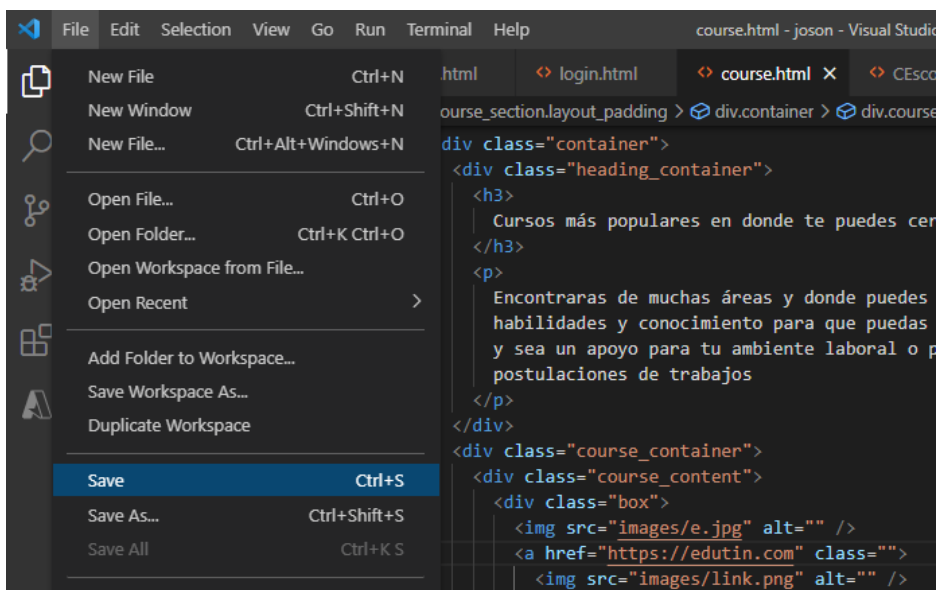 File Edit Selection View Go Run Terminal Help course.html - joson - Visual Studio
New File Ctrl+N
New Window Ctrl+Shift+N
New File... Ctrl+Alt+Windows+N
Open File... Ctrl+O
Open Folder... Ctrl+K Ctrl+O
Open Workspace from File...
Open Recent >
Add Folder to Workspace...
Save Workspace As...
Duplicate Workspace
Save Ctrl+S
Save As... Ctrl+Shift+S
Save All Ctrl+K S
.html <> login.html <> course.html × <> CEsco
ourse_section.layout_padding > div.container > div.course
div class="container">
<div class="heading_container">
<h3>
Cursos más populares en donde te puedes cer
</h3>
<p>
Encontraras de muchas áreas y donde puedes
habilidades y conocimiento para que puedas
y sea un apoyo para tu ambiente laboral o p
postulaciones de trabajos
</p>
</div>
<div class="course_container">
<div class="course_content">
<div class="box">
<img src="images/e.jpg" alt="" />
<a href="https://edutin.com" class="">
<img src="images/link.png" alt="" />